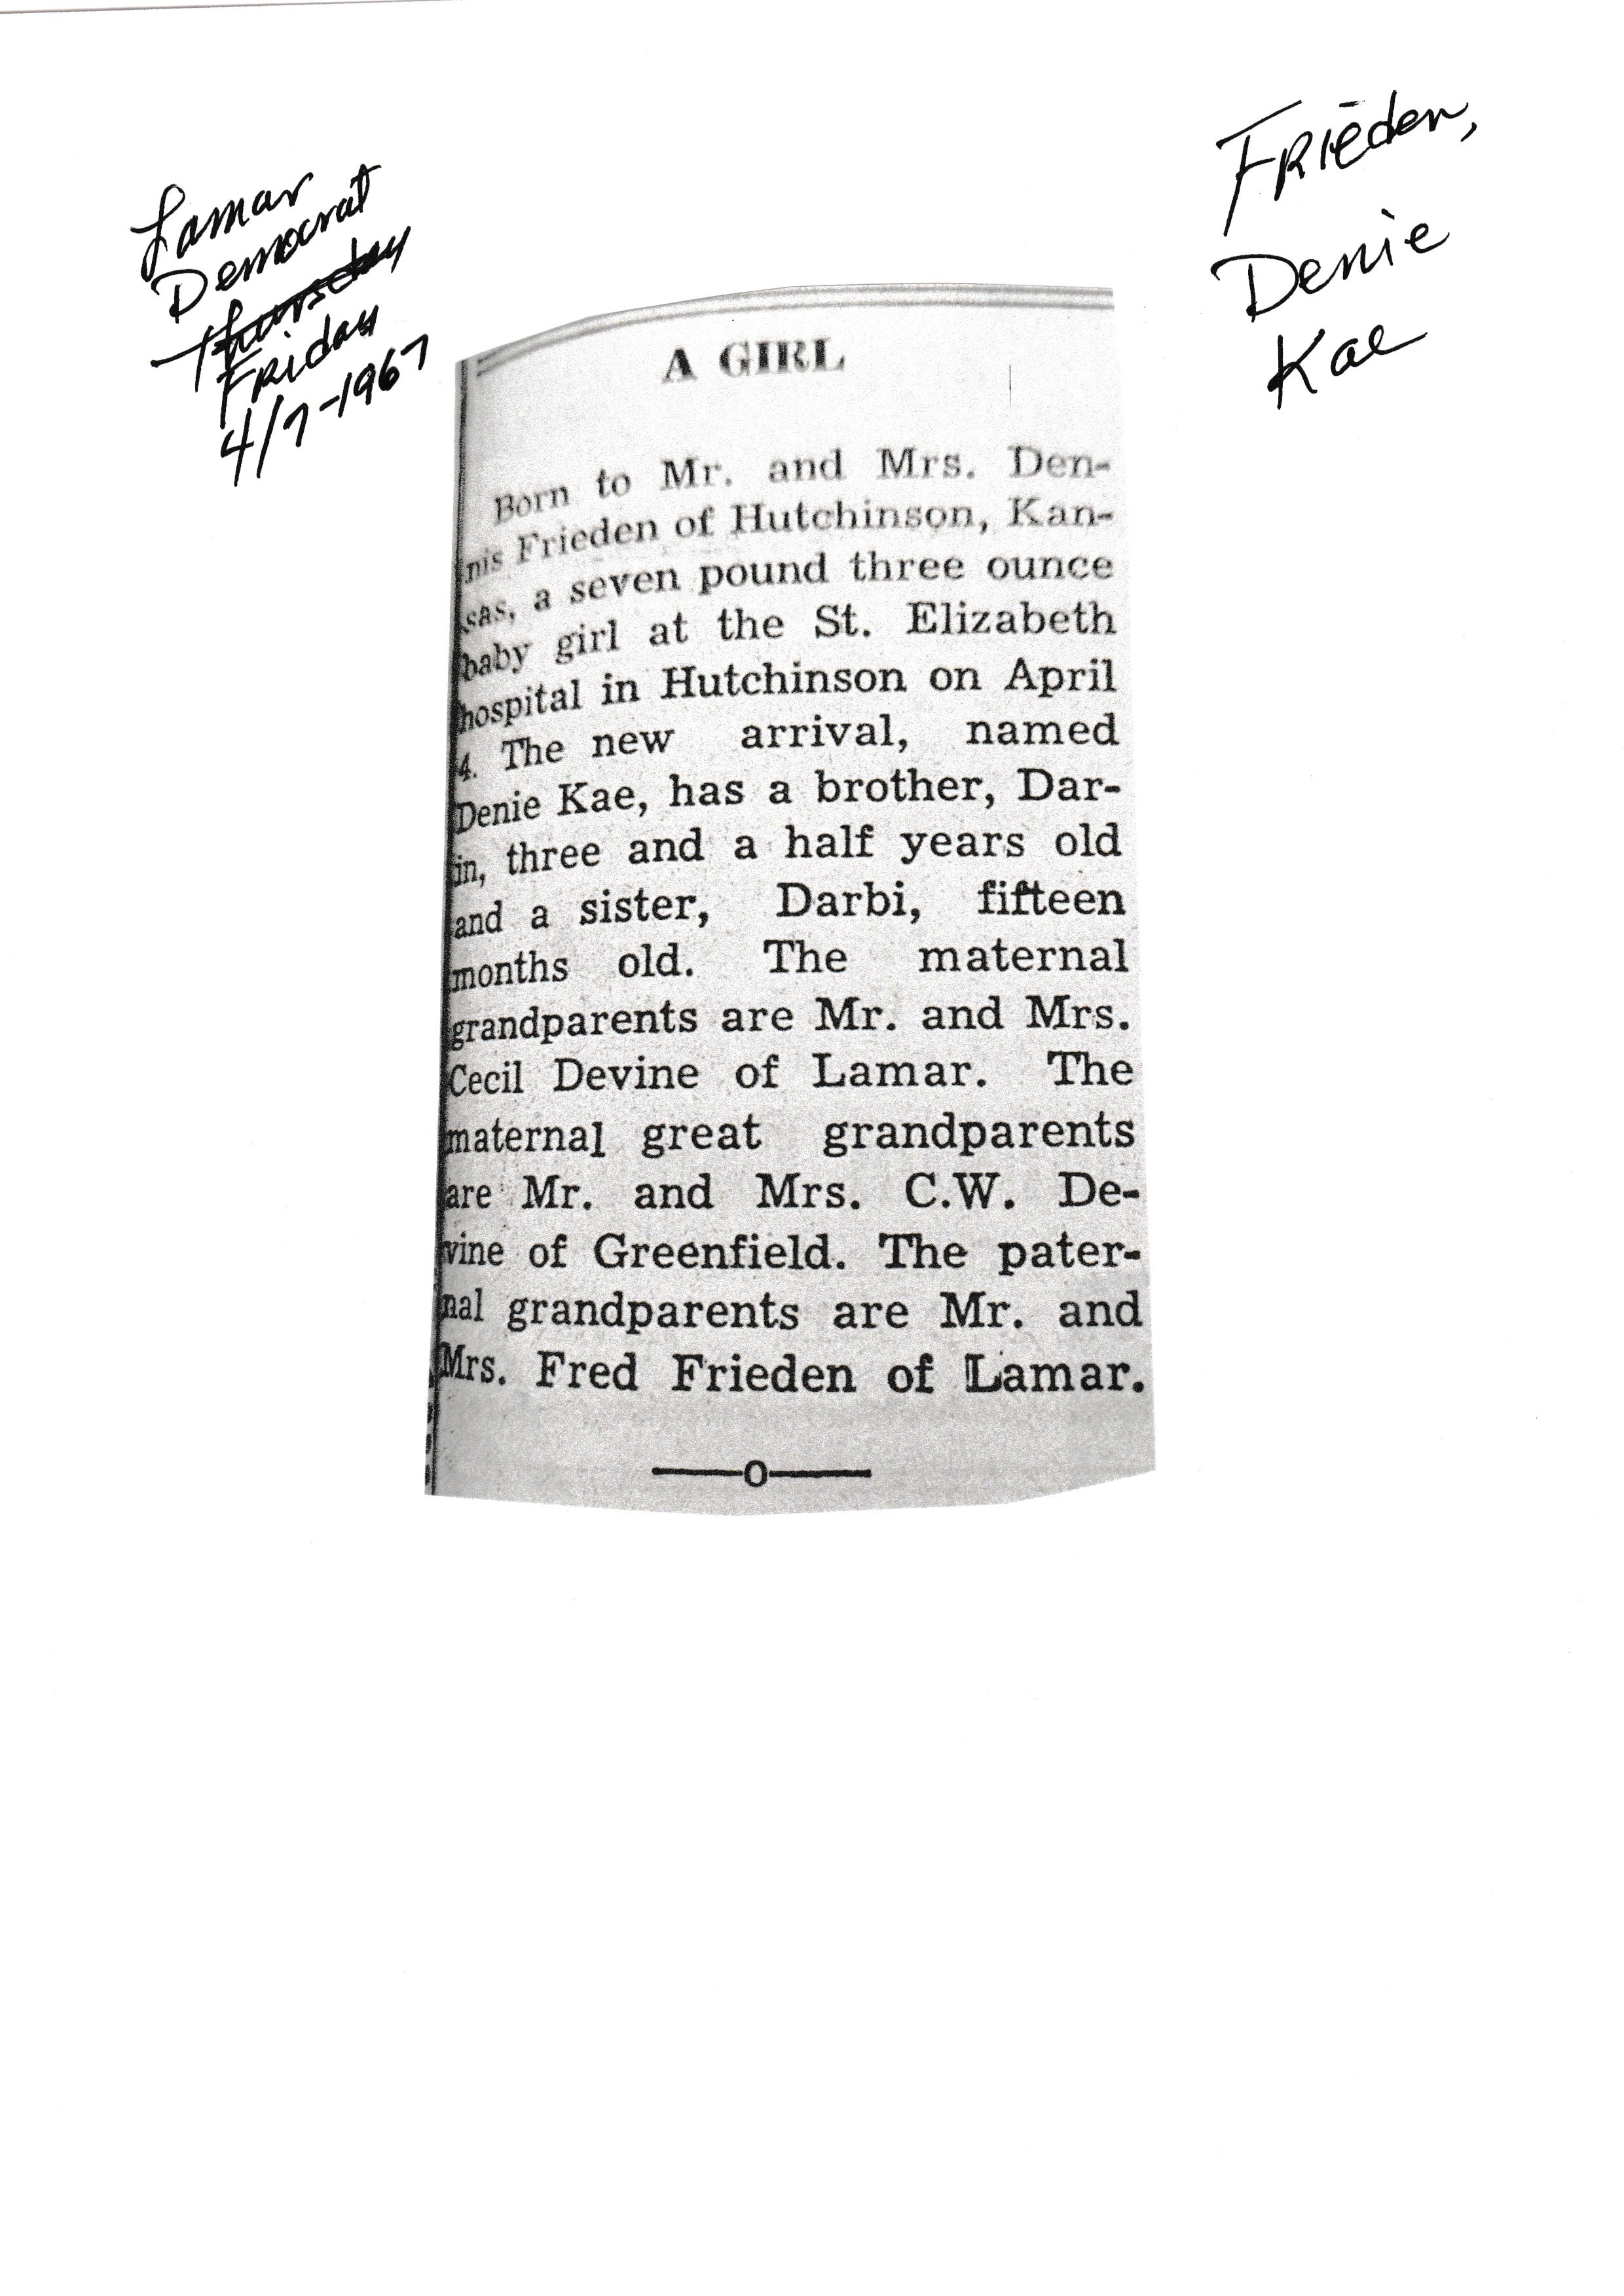 Lamar
Democrat
Thursday
Friday
4/7-1967
Frieden,
Denie
Kae
A GIRL
Born to Mr. and Mrs. Den-
nis Frieden of Hutchinson, Kan-
sas, a seven pound three ounce
baby girl at the St. Elizabeth
hospital in Hutchinson on April
4. The new arrival, named
Denie Kae, has a brother, Dar-
in, three and a half years old
and a sister, Darbi, fifteen
months old. The maternal
grandparents are Mr. and Mrs.
Cecil Devine of Lamar. The
maternal great grandparents
are Mr. and Mrs. C.W. De-
vine of Greenfield. The pater-
nal grandparents are Mr. and
Mrs. Fred Frieden of Lamar.